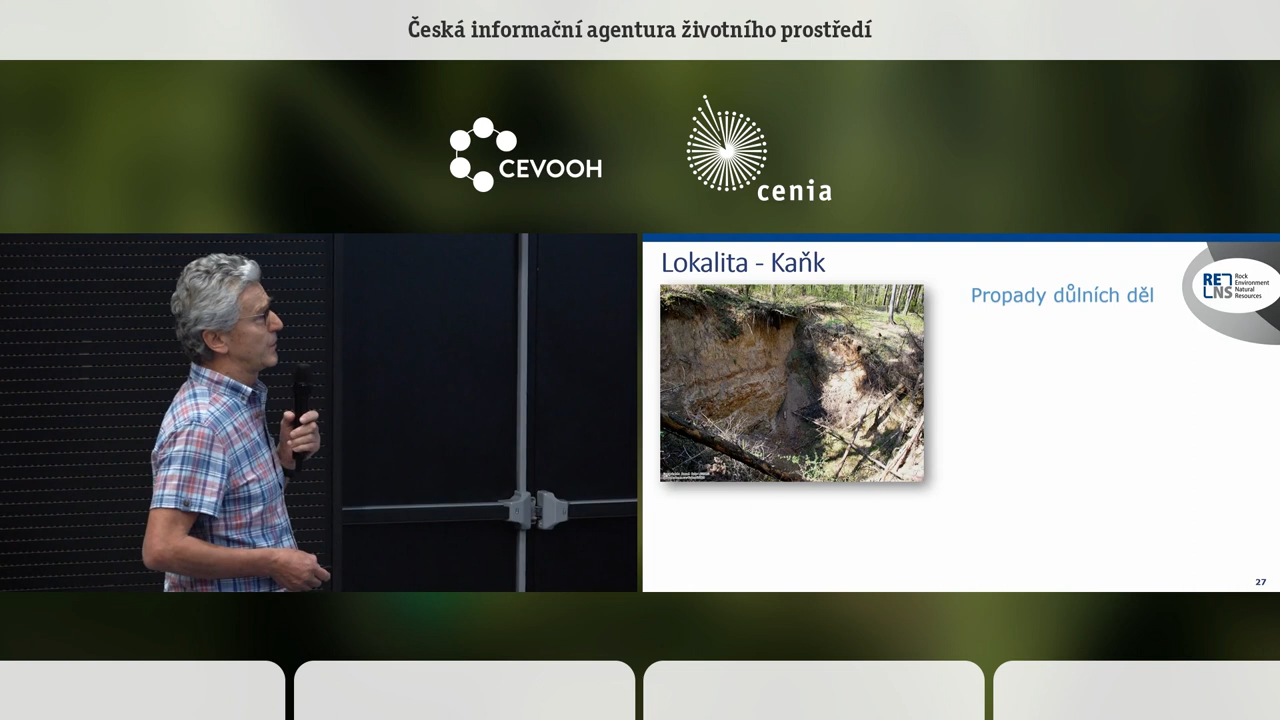 Česká informační agentura životního prostředí
CEVOOH
cenia
Lokalita - Kaňk
Propady důlních děl
RE
NS
Rock
Environment
Natural
Resources
27